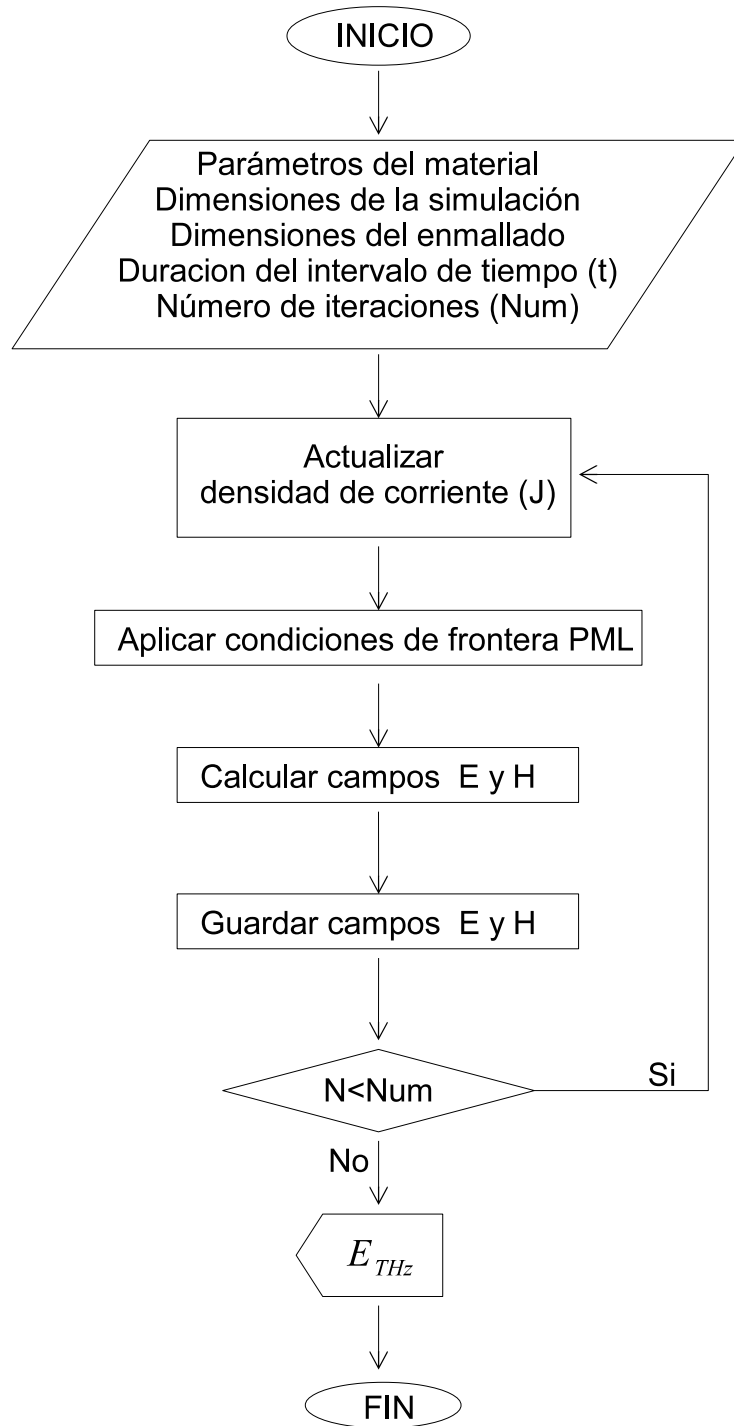 INICIO
Parámetros del material
Dimensiones de la simulación
Dimensiones del enmallado
Duracion del intervalo de tiempo (t)
Número de iteraciones (Num)
Actualizar
densidad de corriente (J)
Aplicar condiciones de frontera PML
Calcular campos E y H
Guardar campos E y H
N<Num
Si
No
E THz
FIN